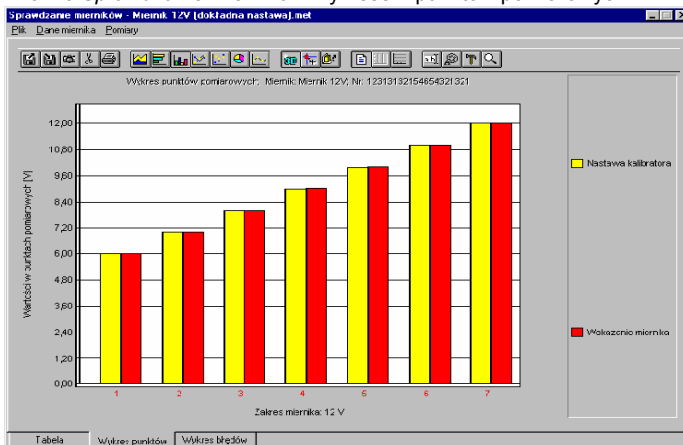 Sprawdzanie mierników - Miernik 12V (dokładna nastawa).met
Plik Dane miernika Pomiary
Wykres punktów pomiarowych; Miernik: Miernik 12V; Nr: 12313132154654321321
Wartości w punktach pomiarowych [V]
12,00
10,80
9,60
8,40
7,20
6,00
4,80
3,60
2,40
1,20
0,00
1 2 3 4 5 6 7
Zakres miernika: 12 V
Nastawa kalibratora
Wskazanie miernika
Tabela Wykres punktów Wykres błędów